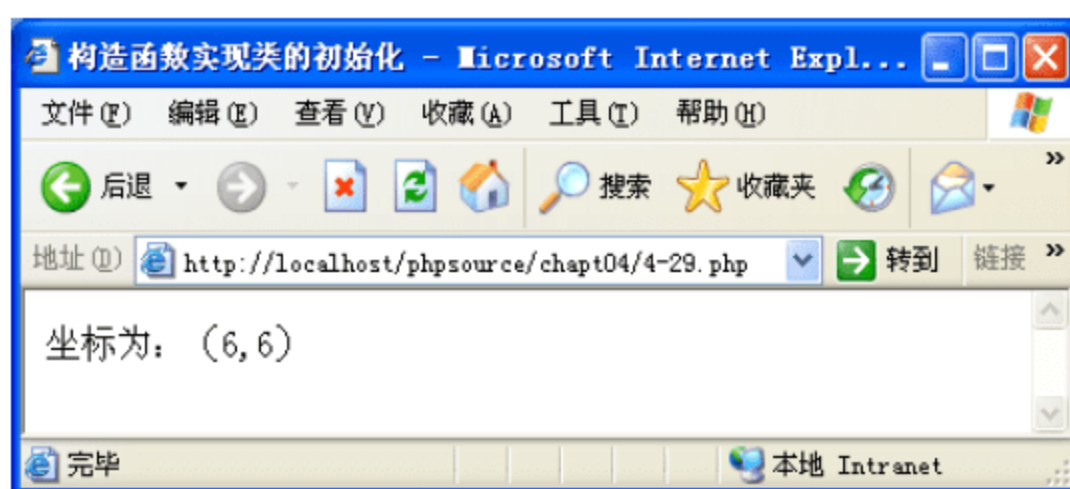 构造函数实现类的初始化 - Microsoft Internet Expl...
文件(F) 编辑(E) 查看(V) 收藏(A) 工具(T) 帮助(H)
后退 搜索 收藏夹 »
地址(D) http://localhost/phpsource/chapt04/4-29.php 转到 链接 »
坐标为：（6,6）
完毕 本地 Intranet